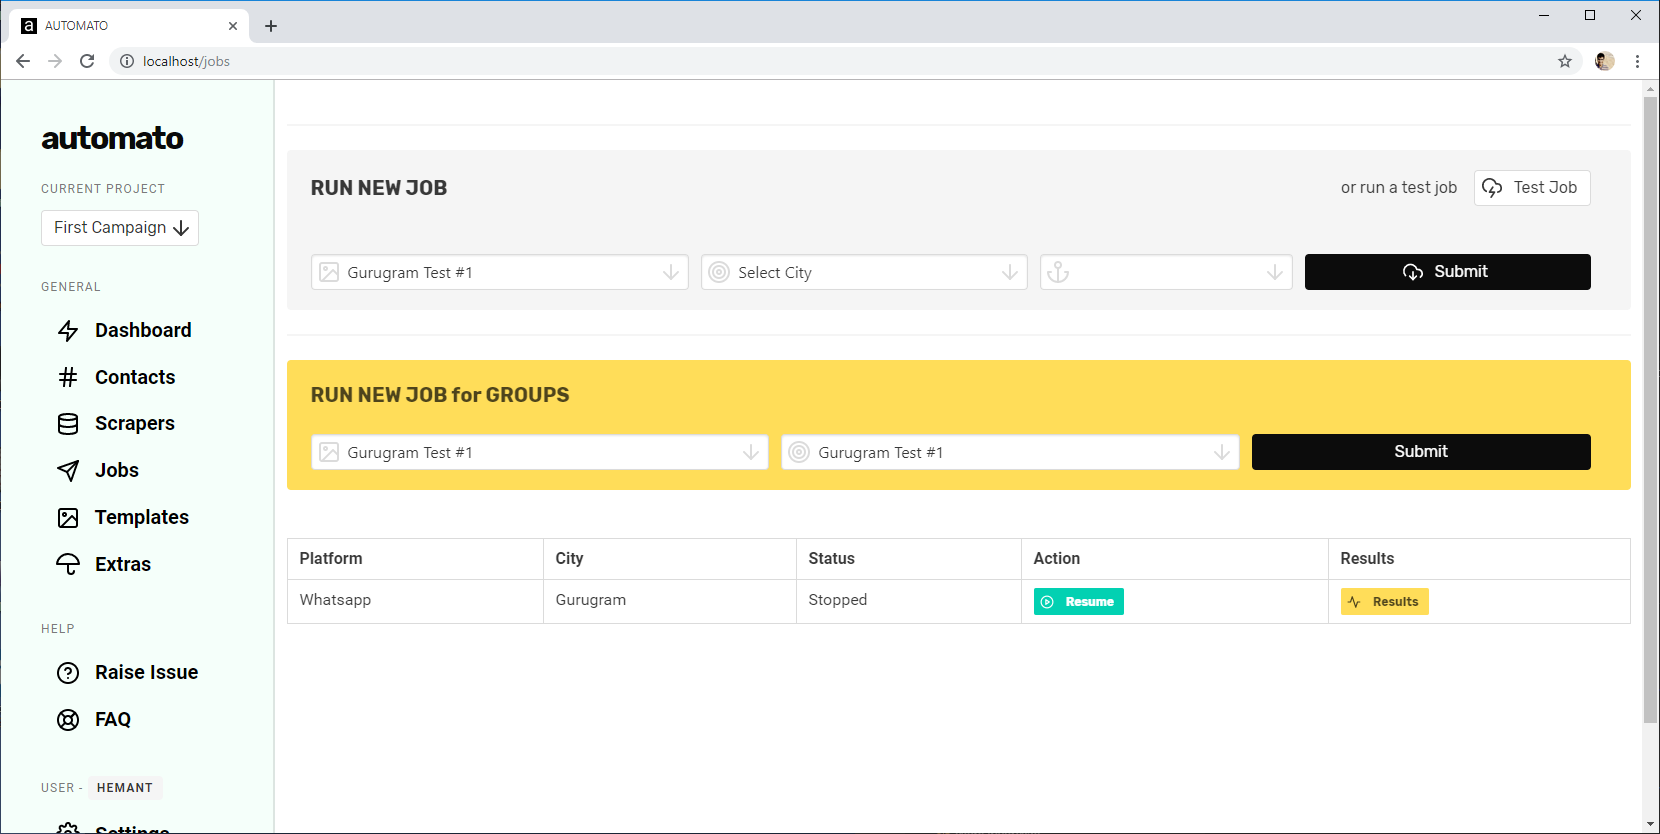 AUTOMATO
localhost/jobs
automato
CURRENT PROJECT
First Campaign
GENERAL
Dashboard
Contacts
Scrapers
Jobs
Templates
Extras
HELP
Raise Issue
FAQ
USER - HEMANT
Settings
RUN NEW JOB
or run a test job
Test Job
Gurugram Test #1
Select City
Submit
RUN NEW JOB for GROUPS
Gurugram Test #1
Gurugram Test #1
Submit
Platform City Status Action Results
Whatsapp Gurugram Stopped Resume Results